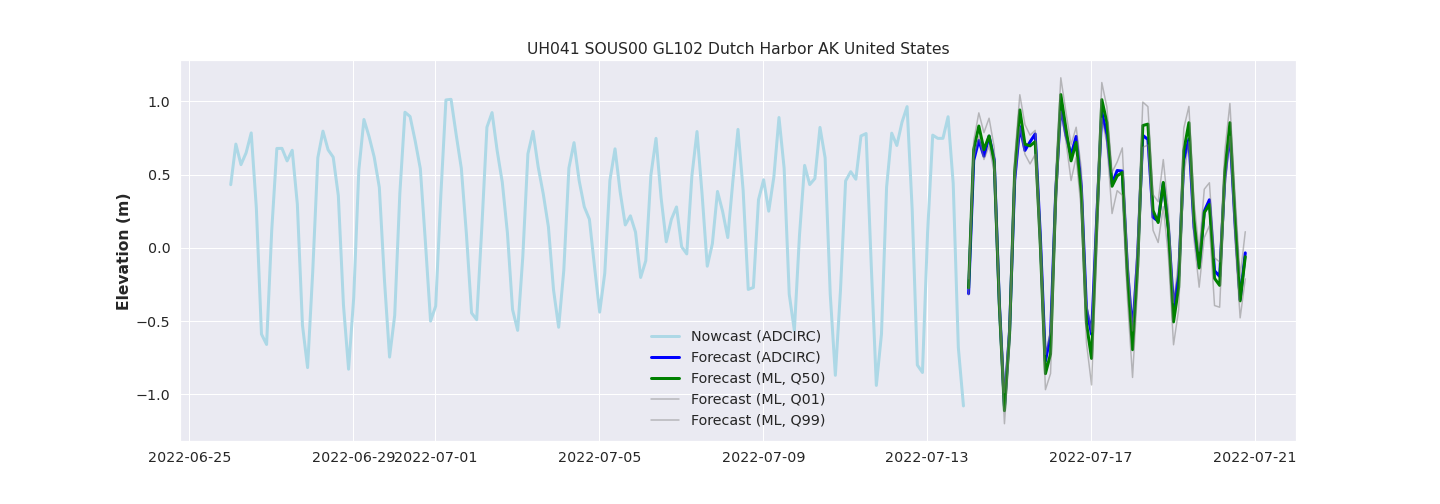 UH041 SOUS00 GL102 Dutch Harbor AK United States
Elevation (m)
1.0
0.5
0.0
−0.5
−1.0
Nowcast (ADCIRC)
Forecast (ADCIRC)
Forecast (ML, Q50)
Forecast (ML, Q01)
Forecast (ML, Q99)
2022-06-25 2022-06-29 2022-07-01 2022-07-05 2022-07-09 2022-07-13 2022-07-17 2022-07-21